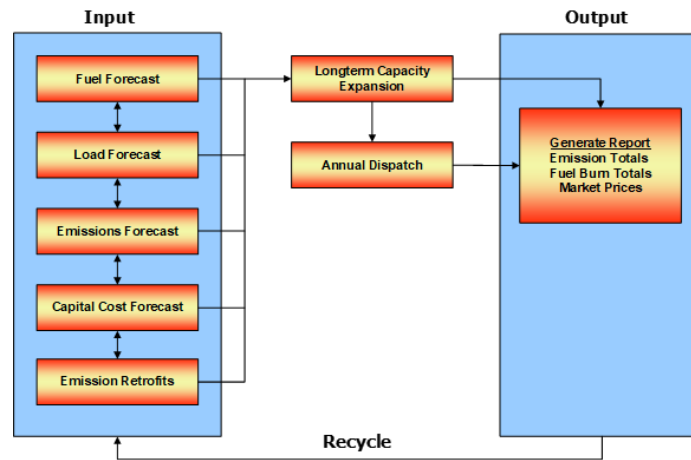 Input
Output
Fuel Forecast
Longterm Capacity
Expansion
Load Forecast
Annual Dispatch
Generate Report
Emission Totals
Fuel Burn Totals
Market Prices
Emissions Forecast
Capital Cost Forecast
Emission Retrofits
Recycle